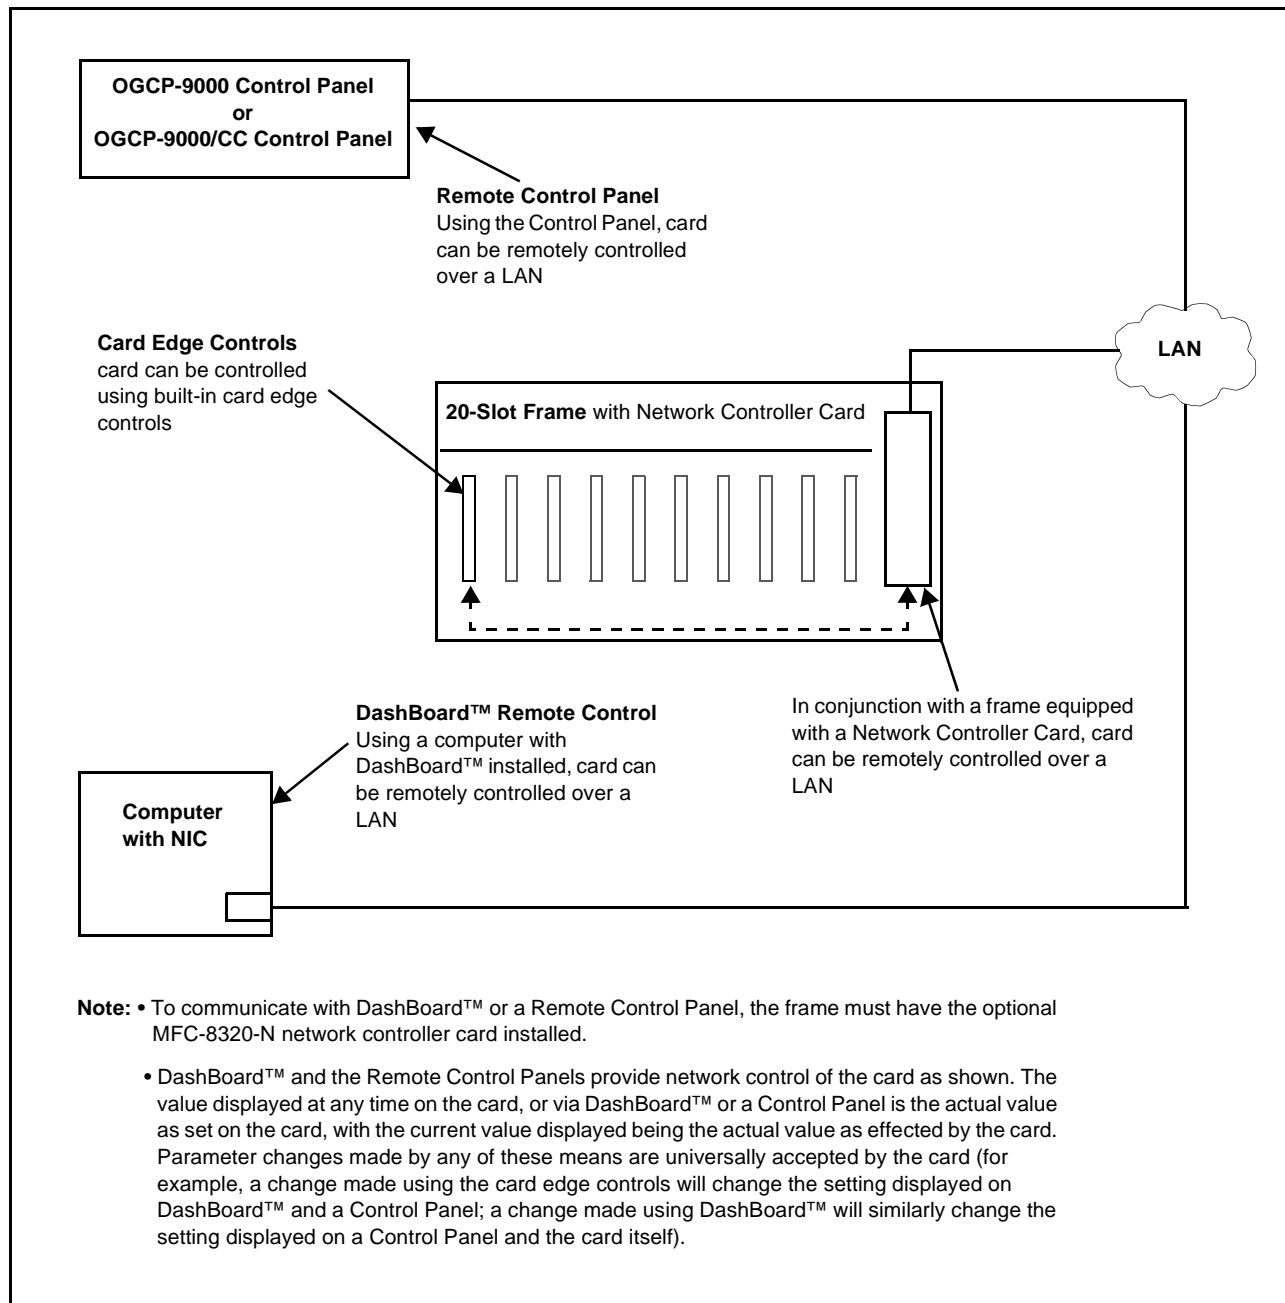 OGCP-9000 Control Panel
or
OGCP-9000/CC Control Panel
Remote Control Panel
Using the Control Panel, card
can be remotely controlled
over a LAN
Card Edge Controls
card can be controlled
using built-in card edge
controls
LAN
20-Slot Frame with Network Controller Card
DashBoard™ Remote Control
Using a computer with
DashBoard™ installed, card can
be remotely controlled over a
LAN
In conjunction with a frame equipped
with a Network Controller Card, card
can be remotely controlled over a
LAN
Computer
with NIC
Note: • To communicate with DashBoard™ or a Remote Control Panel, the frame must have the optional
MFC-8320-N network controller card installed.
• DashBoard™ and the Remote Control Panels provide network control of the card as shown. The
value displayed at any time on the card, or via DashBoard™ or a Control Panel is the actual value
as set on the card, with the current value displayed being the actual value as effected by the card.
Parameter changes made by any of these means are universally accepted by the card (for
example, a change made using the card edge controls will change the setting displayed on
DashBoard™ and a Control Panel; a change made using DashBoard™ will similarly change the
setting displayed on a Control Panel and the card itself).